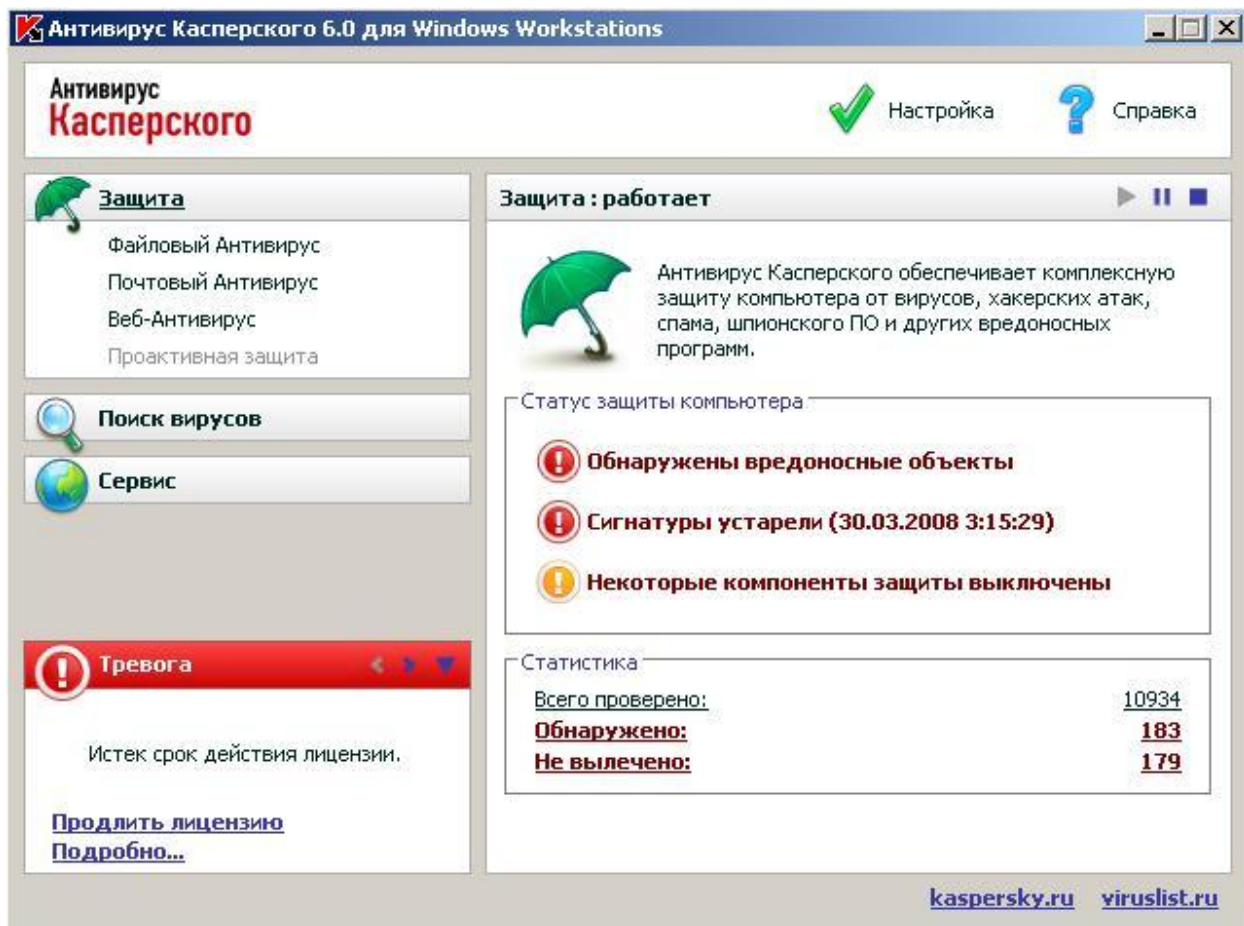 Антивирус Касперского 6.0 для Windows Workstations
Антивирус
Касперского
Настройка
Справка
Защита
Файловый Антивирус
Почтовый Антивирус
Веб-Антивирус
Проактивная защита
Поиск вирусов
Сервис
Тревога
Истек срок действия лицензии.
Продлить лицензию
Подробно...
Защита : работает
Антивирус Касперского обеспечивает комплексную
защиту компьютера от вирусов, хакерских атак,
спама, шпионского ПО и других вредоносных
программ.
Статус защиты компьютера
Обнаружены вредоносные объекты
Сигнатуры устарели (30.03.2008 3:15:29)
Некоторые компоненты защиты выключены
Статистика
Всего проверено: 10934
Обнаружено: 183
Не вылечено: 179
kaspersky.ru viruslist.ru